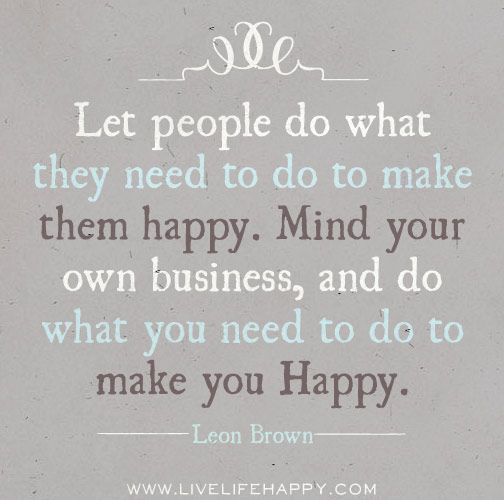 Let people do what
they need to do to make
them happy. Mind your
own business, and do
what you need to do to
make you Happy.
Leon Brown
WWW.LIVELIFEHAPPY.COM